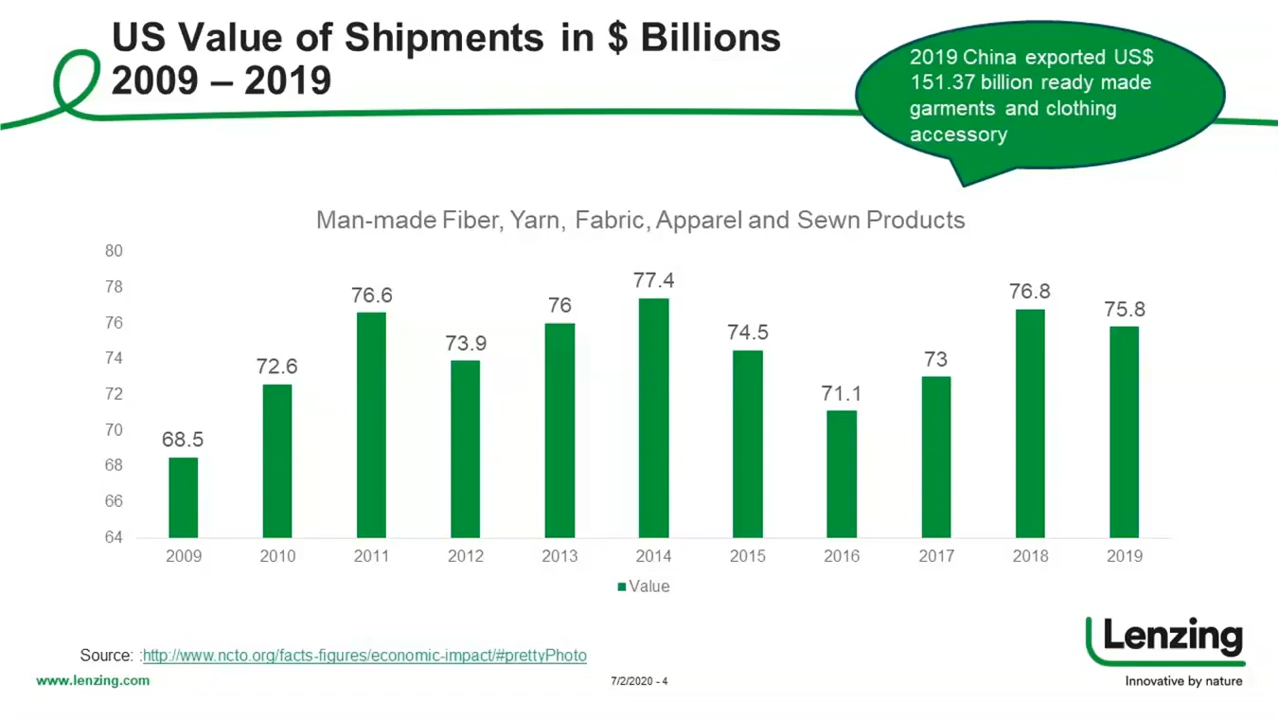 US Value of Shipments in $ Billions
2009 – 2019
2019 China exported US$
151.37 billion ready made
garments and clothing
accessory
Man-made Fiber, Yarn, Fabric, Apparel and Sewn Products
80
78
76
74
72
70
68
66
64
68.5
72.6
76.6
73.9
76
77.4
74.5
71.1
73
76.8
75.8
2009 2010 2011 2012 2013 2014 2015 2016 2017 2018 2019
Value
Source: :http://www.ncto.org/facts-figures/economic-impact/#prettyPhoto
www.lenzing.com
7/2/2020 - 4
Lenzing
Innovative by nature